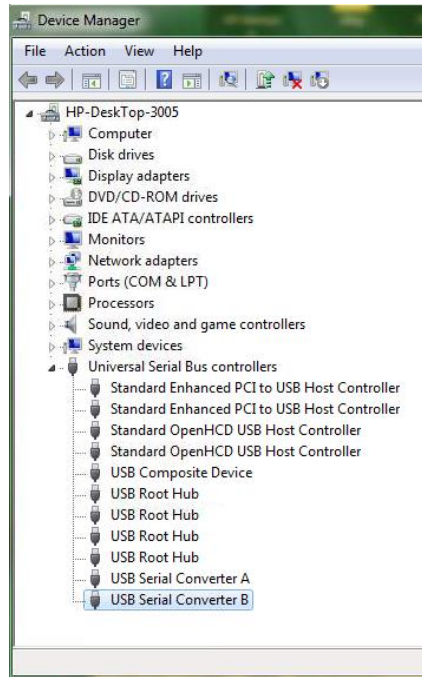 Device Manager
File Action View Help
HP-DeskTop-3005
Computer
Disk drives
Display adapters
DVD/CD-ROM drives
IDE ATA/ATAPI controllers
Monitors
Network adapters
Ports (COM & LPT)
Processors
Sound, video and game controllers
System devices
Universal Serial Bus controllers
Standard Enhanced PCI to USB Host Controller
Standard Enhanced PCI to USB Host Controller
Standard OpenHCD USB Host Controller
Standard OpenHCD USB Host Controller
USB Composite Device
USB Root Hub
USB Root Hub
USB Root Hub
USB Root Hub
USB Serial Converter A
USB Serial Converter B